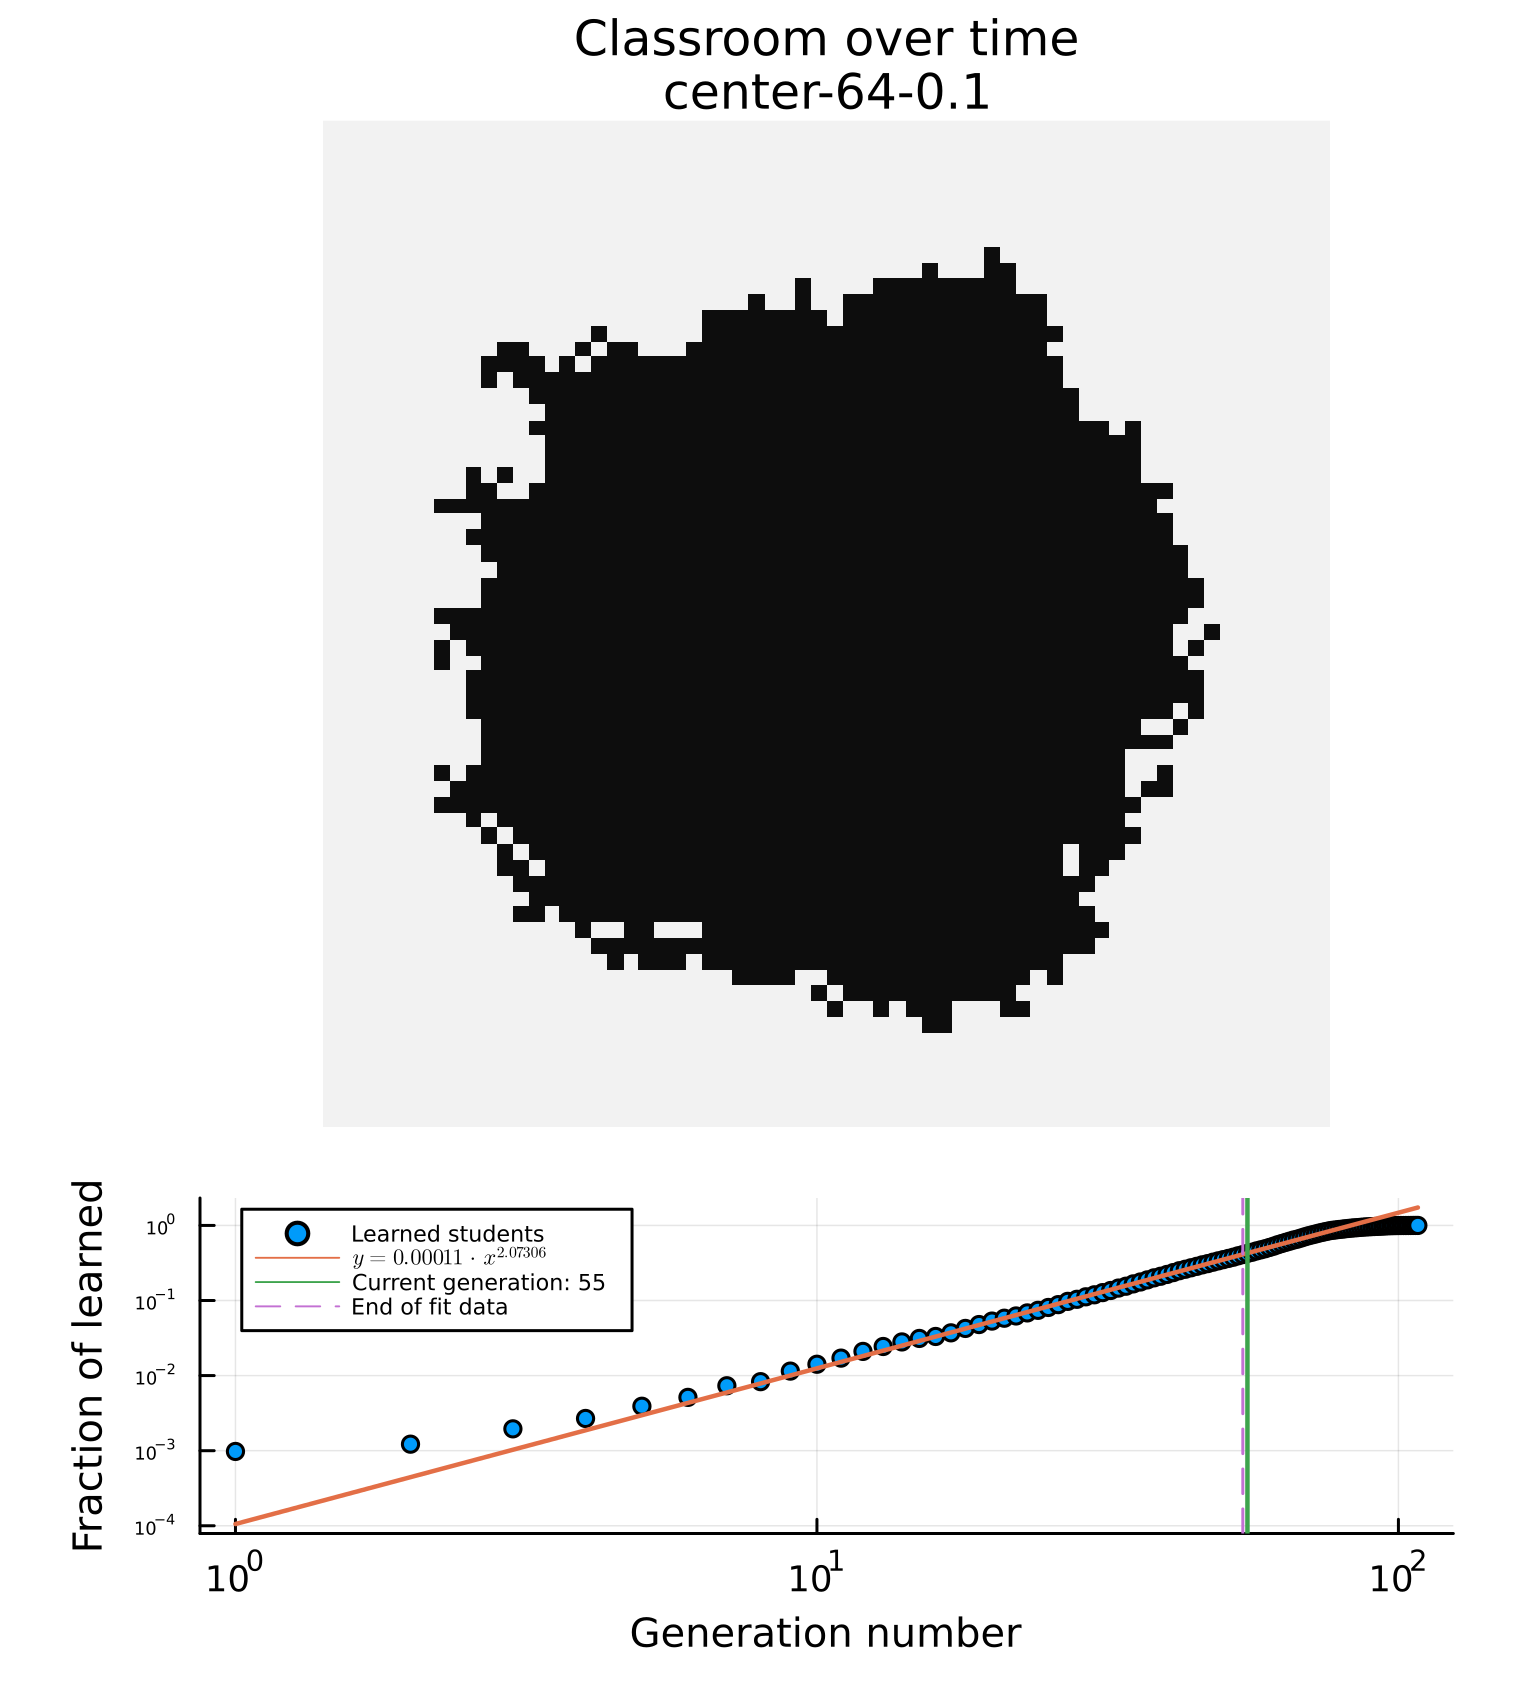 Classroom over time
center-64-0.1
Fraction of learned
10^0
10^-1
10^-2
10^-3
10^-4
Learned students
y = 0.00011 · x^2.07306
Current generation: 55
End of fit data
10^0 10^1 10^2
Generation number